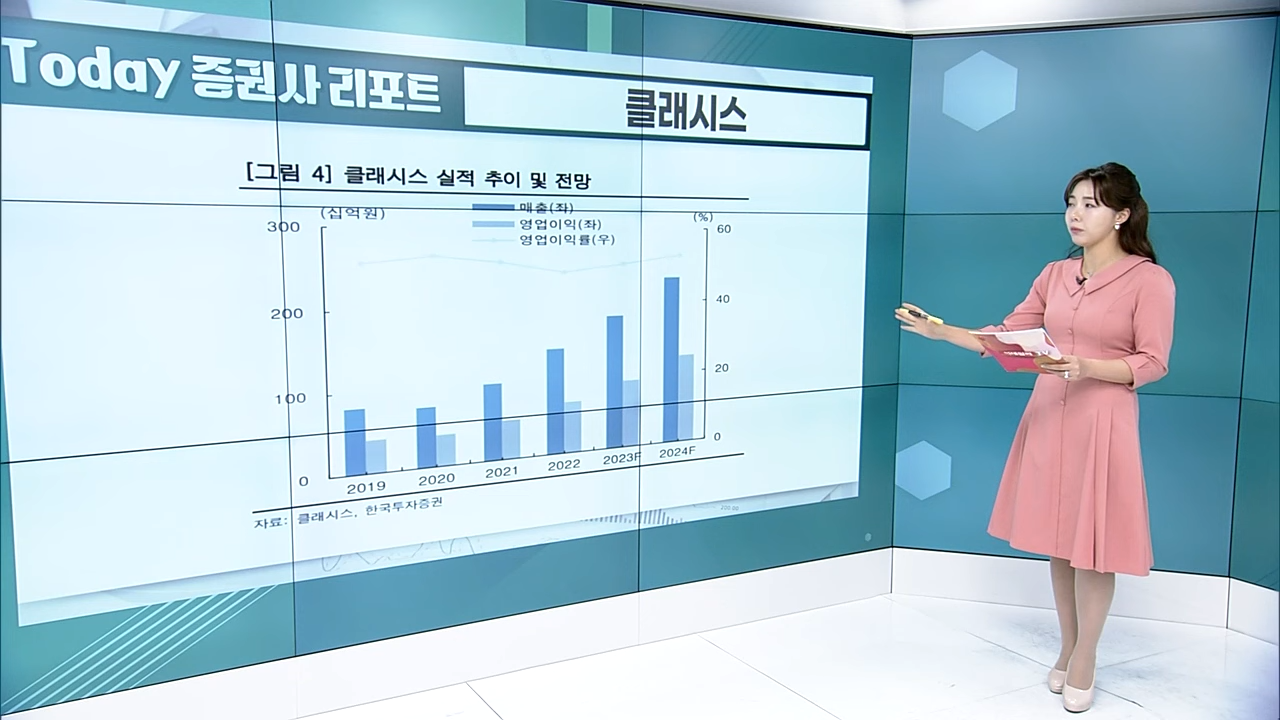 Today 증권사 리포트
클래시스
[그림 4] 클래시스 실적 추이 및 전망
(십억원)
(%)
매출(좌)
영업이익(좌)
영업이익률(우)
300
200
100
0
60
40
20
0
2019
2020
2021
2022
2023F
2024F
자료: 클래시스, 한국투자증권
200.00